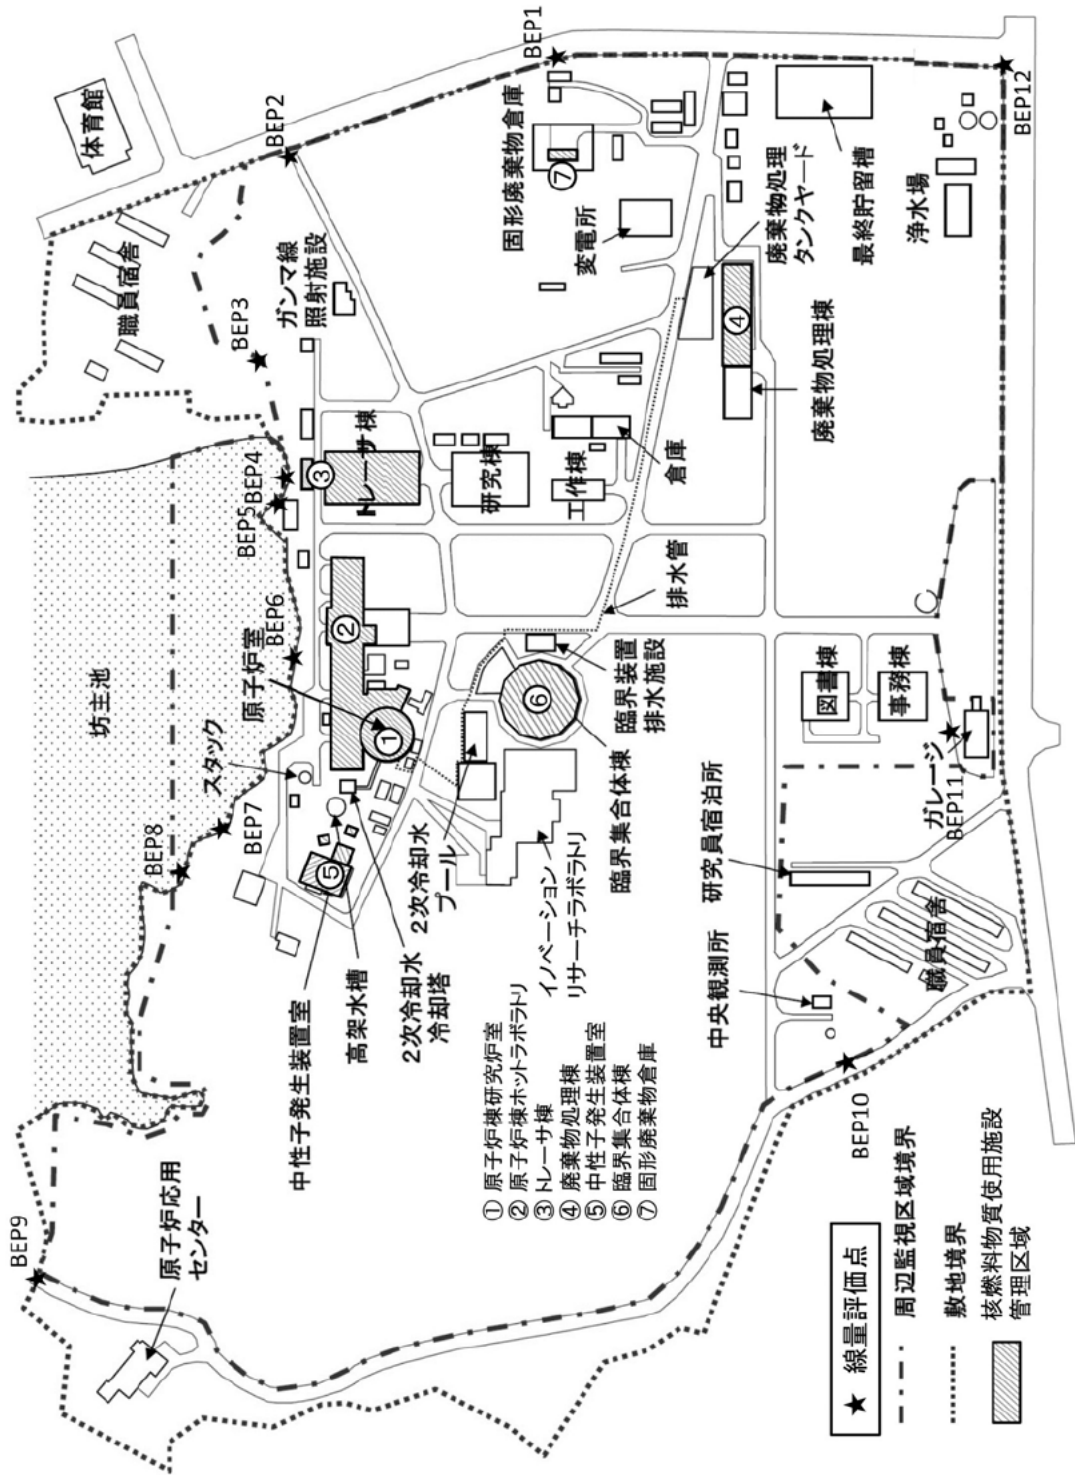 BEP9
原子炉応用
センター
坊主池
BEP8
BEP7
スタック
BEP6
原子炉室
BEP5
BEP4
BEP3
職員宿舎
体育館
BEP2
ガンマ線
照射施設
BEP1
中性子発生装置室
⑤
高架水槽
2次冷却水
冷却塔
2次冷却水
プール
①
②
③
トレーサ棟
研究棟
工作棟
倉庫
固形廃棄物倉庫
⑦
変電所
イノベーション
リサーチラボラトリ
臨界集合体棟
⑥
臨界装置
排水施設
排水管
④
廃棄物処理棟
廃棄物処理
タンクヤード
最終貯留槽
浄水場
BEP12
① 原子炉棟研究炉室
② 原子炉棟ホットラボラトリ
③ トレーサ棟
④ 廃棄物処理棟
⑤ 中性子発生装置室
⑥ 臨界集合体棟
⑦ 固形廃棄物倉庫
中央観測所
研究員宿泊所
図書棟
事務棟
ガレージ
BEP11
職員宿舎
BEP10
★ 線量評価点
周辺監視区域境界
敷地境界
核燃料物質使用施設
管理区域